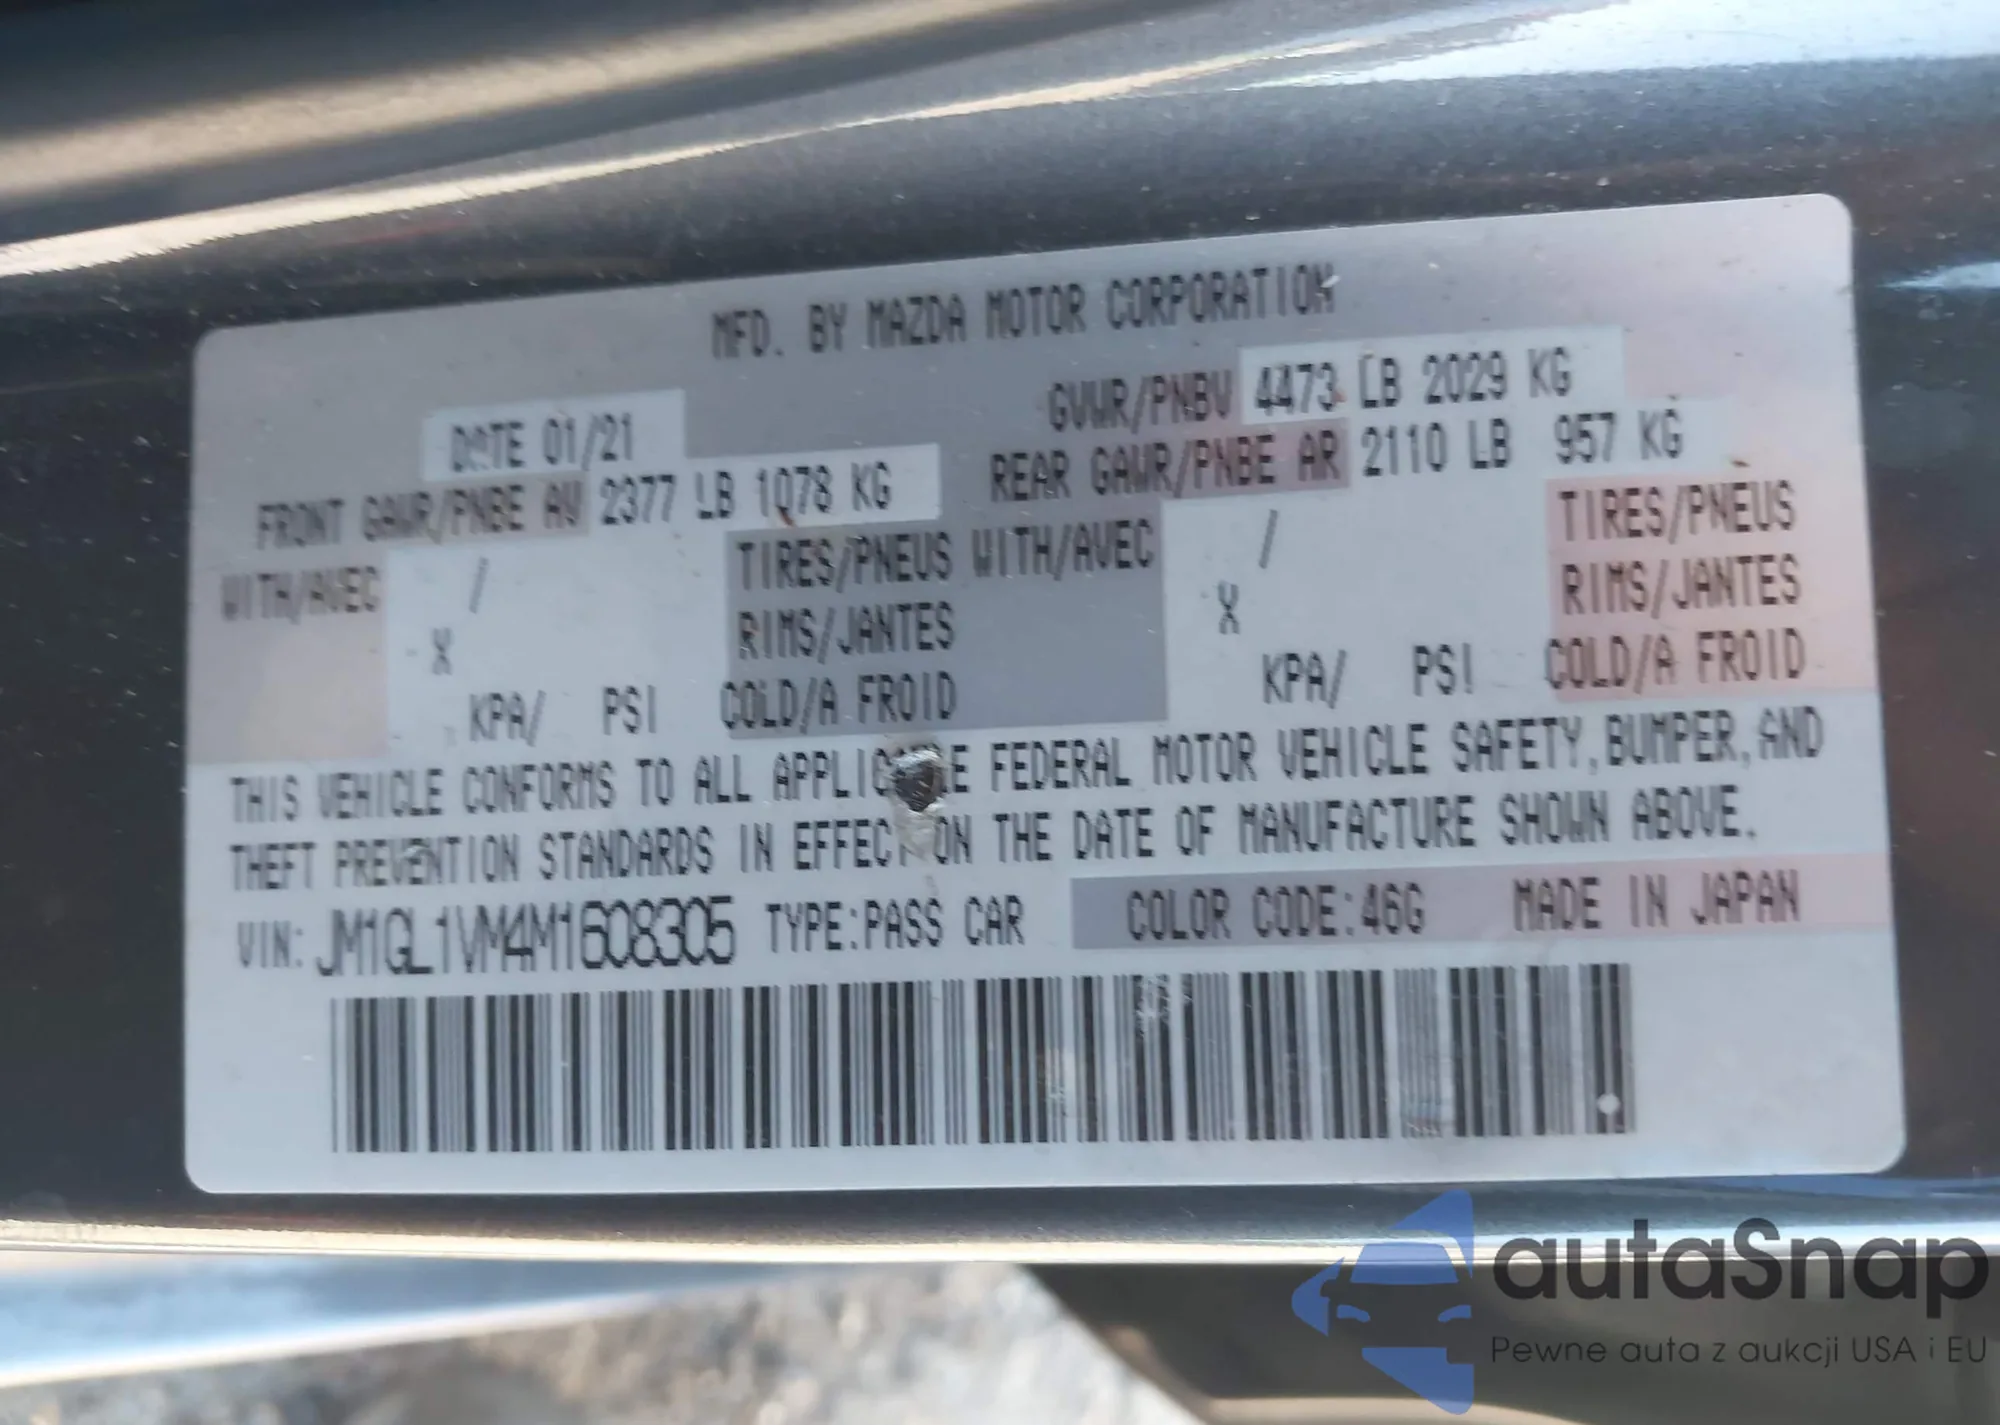 MFD. BY MAZDA MOTOR CORPORATION
DATE 01/21 GVWR/PNBV 4473 LB 2029 KG
FRONT GAWR/PNBE AV 2377 LB 1078 KG REAR GAWR/PNBE AR 2110 LB 957 KG
WITH/AVEC / TIRES/PNEUS WITH/AVEC / TIRES/PNEUS
X RIMS/JANTES X RIMS/JANTES
KPA/ PSI COLD/A FROID KPA/ PSI COLD/A FROID
THIS VEHICLE CONFORMS TO ALL APPLICABLE FEDERAL MOTOR VEHICLE SAFETY, BUMPER, AND
THEFT PREVENTION STANDARDS IN EFFECT ON THE DATE OF MANUFACTURE SHOWN ABOVE.
VIN: JM1GL1VM4M1608305 TYPE:PASS CAR COLOR CODE:46G MADE IN JAPAN
autaSnap
Pewne auta z aukcji USA i EU